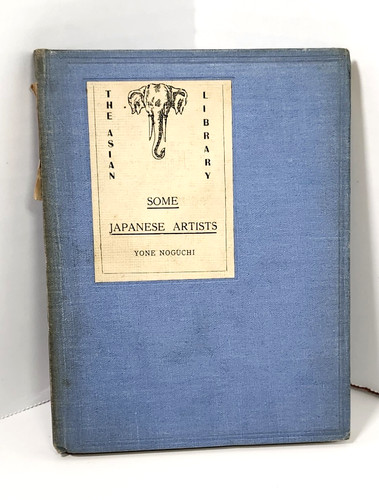 THE ASIAN
LIBRARY
SOME
JAPANESE ARTISTS
YONE NOGUCHI